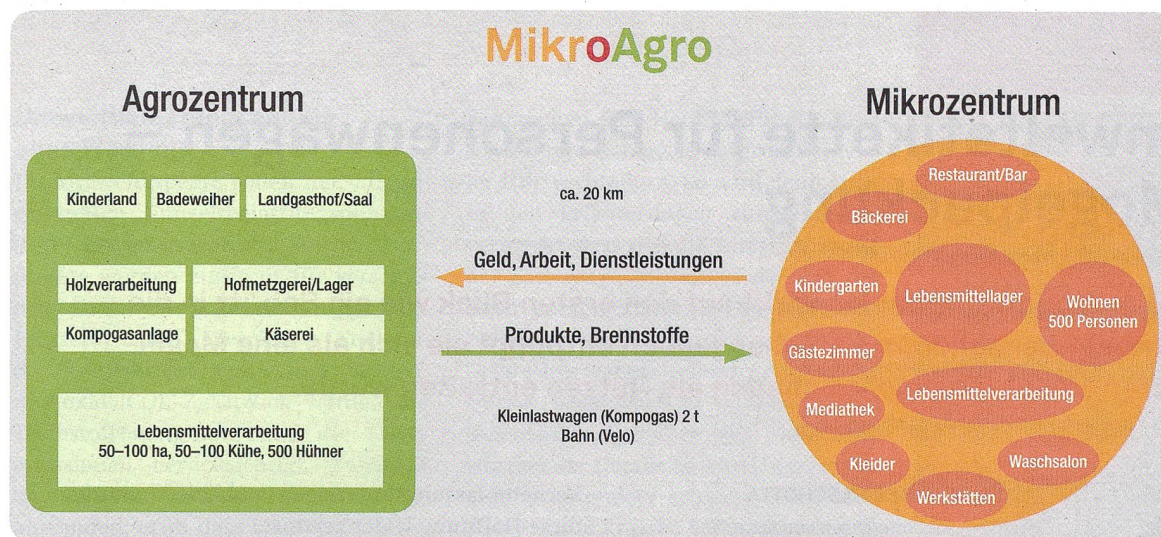 MikroAgro
Agrozentrum
Kinderland
Badeweiher
Landgasthof/Saal
Holzverarbeitung
Hofmetzgerei/Lager
Kompogasanlage
Käserei
Lebensmittelverarbeitung
50–100 ha, 50–100 Kühe, 500 Hühner
ca. 20 km
Geld, Arbeit, Dienstleistungen
Produkte, Brennstoffe
Kleinlastwagen (Kompogas) 2 t
Bahn (Velo)
Mikrozentrum
Restaurant/Bar
Bäckerei
Kindergarten
Lebensmittellager
Wohnen
500 Personen
Gästezimmer
Lebensmittelverarbeitung
Mediathek
Kleider
Waschsalon
Werkstätten